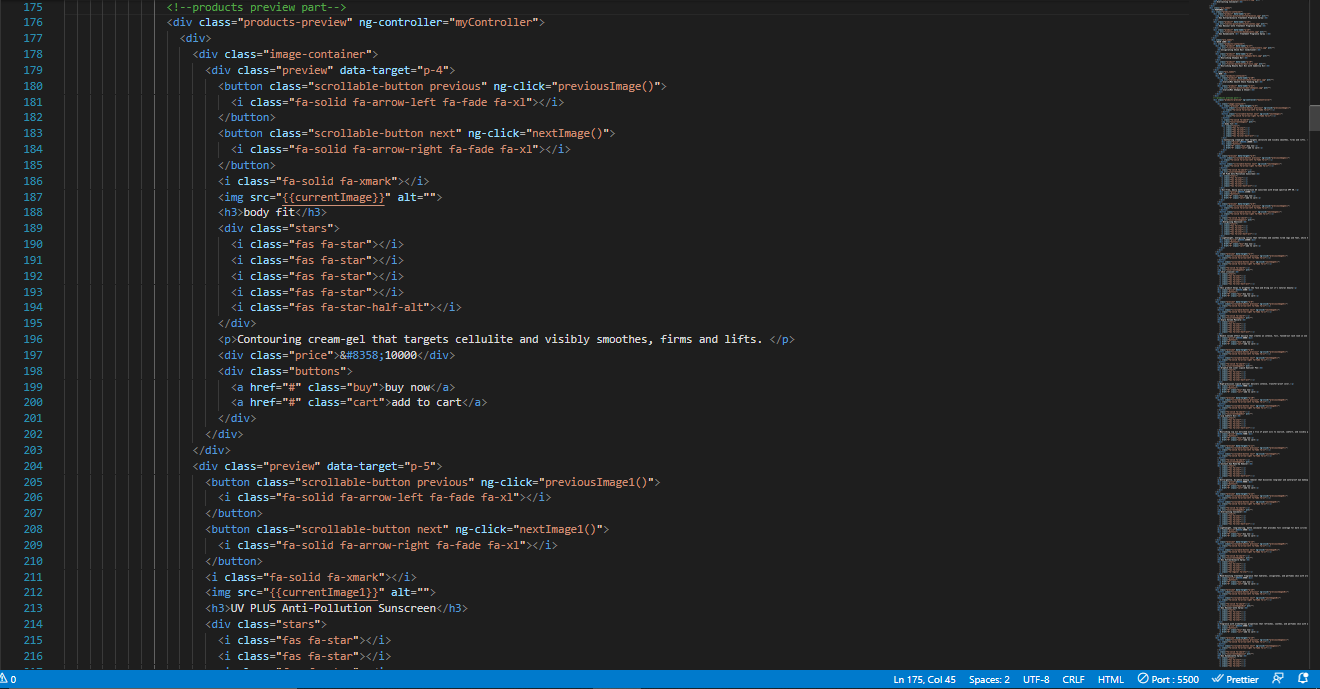 175 <!--products preview part-->
176 <div class="products-preview" ng-controller="myController">
177 <div>
178 <div class="image-container">
179 <div class="preview" data-target="p-4">
180 <button class="scrollable-button previous" ng-click="previousImage()">
181 <i class="fa-solid fa-arrow-left fa-fade fa-xl"></i>
182 </button>
183 <button class="scrollable-button next" ng-click="nextImage()">
184 <i class="fa-solid fa-arrow-right fa-fade fa-xl"></i>
185 </button>
186 <i class="fa-solid fa-xmark"></i>
187 <img src="{{currentImage}}" alt="">
188 <h3>body fit</h3>
189 <div class="stars">
190 <i class="fas fa-star"></i>
191 <i class="fas fa-star"></i>
192 <i class="fas fa-star"></i>
193 <i class="fas fa-star"></i>
194 <i class="fas fa-star-half-alt"></i>
195 </div>
196 <p>Contouring cream-gel that targets cellulite and visibly smoothes, firms and lifts. </p>
197 <div class="price">&#8358;10000</div>
198 <div class="buttons">
199 <a href="#" class="buy">buy now</a>
200 <a href="#" class="cart">add to cart</a>
201 </div>
202 </div>
203 </div>
204 <div class="preview" data-target="p-5">
205 <button class="scrollable-button previous" ng-click="previousImage1()">
206 <i class="fa-solid fa-arrow-left fa-fade fa-xl"></i>
207 </button>
208 <button class="scrollable-button next" ng-click="nextImage1()">
209 <i class="fa-solid fa-arrow-right fa-fade fa-xl"></i>
210 </button>
211 <i class="fa-solid fa-xmark"></i>
212 <img src="{{currentImage1}}" alt="">
213 <h3>UV PLUS Anti-Pollution Sunscreen</h3>
214 <div class="stars">
215 <i class="fas fa-star"></i>
216 <i class="fas fa-star"></i>
0 Ln 175, Col 45 Spaces: 2 UTF-8 CRLF HTML Port : 5500 Prettier